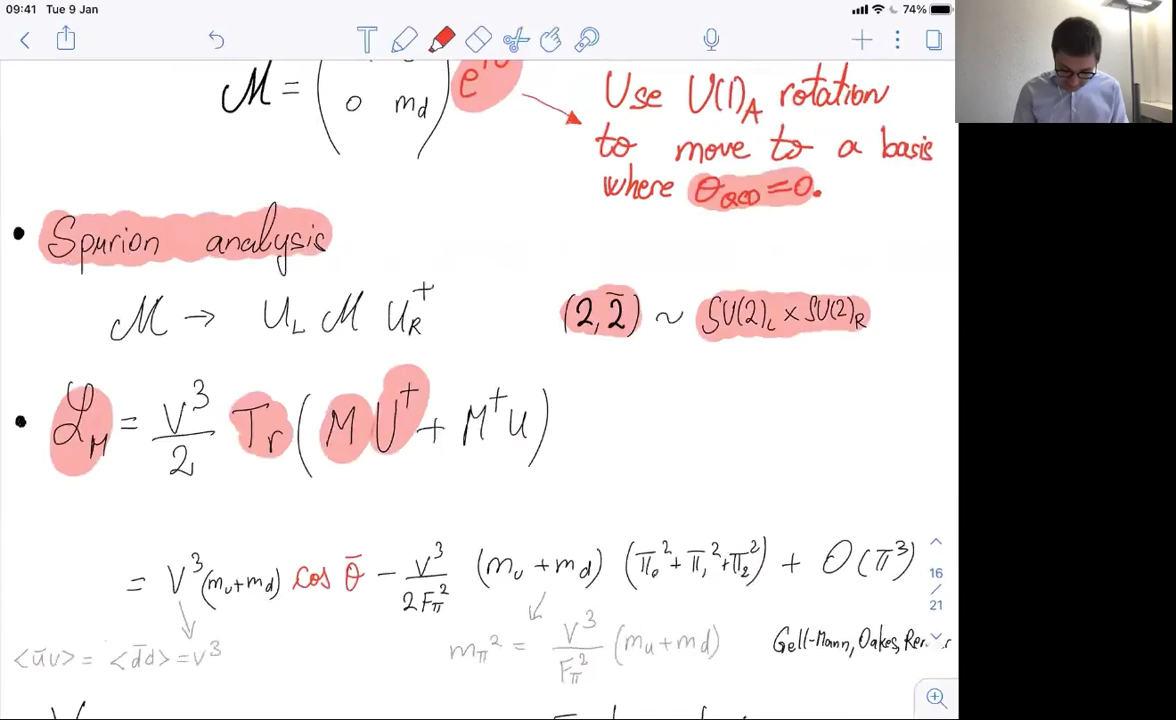 09:41 Tue 9 Jan 74%
ℳ = ( 0 m_d ) e
Use U(1)_A rotation
to move to a basis
where θ_QCD = 0.
• Spurion analysis
ℳ → U_L ℳ U_R^†
(2, 2̄) ~ SU(2)_L × SU(2)_R
• ℒ_M = V^3/2 Tr(M U^† + M^† U)
= V^3 (m_u + m_d) cos θ̄ − V^3/2F_π^2 (m_u + m_d) (π_0^2 + π_1^2 + π_2^2) + O(π^3)
16
/
21
<ūu> = <d̄d> = v^3
m_π^2 = V^3/F_π^2 (m_u + m_d)
Gell-Mann, Oakes,